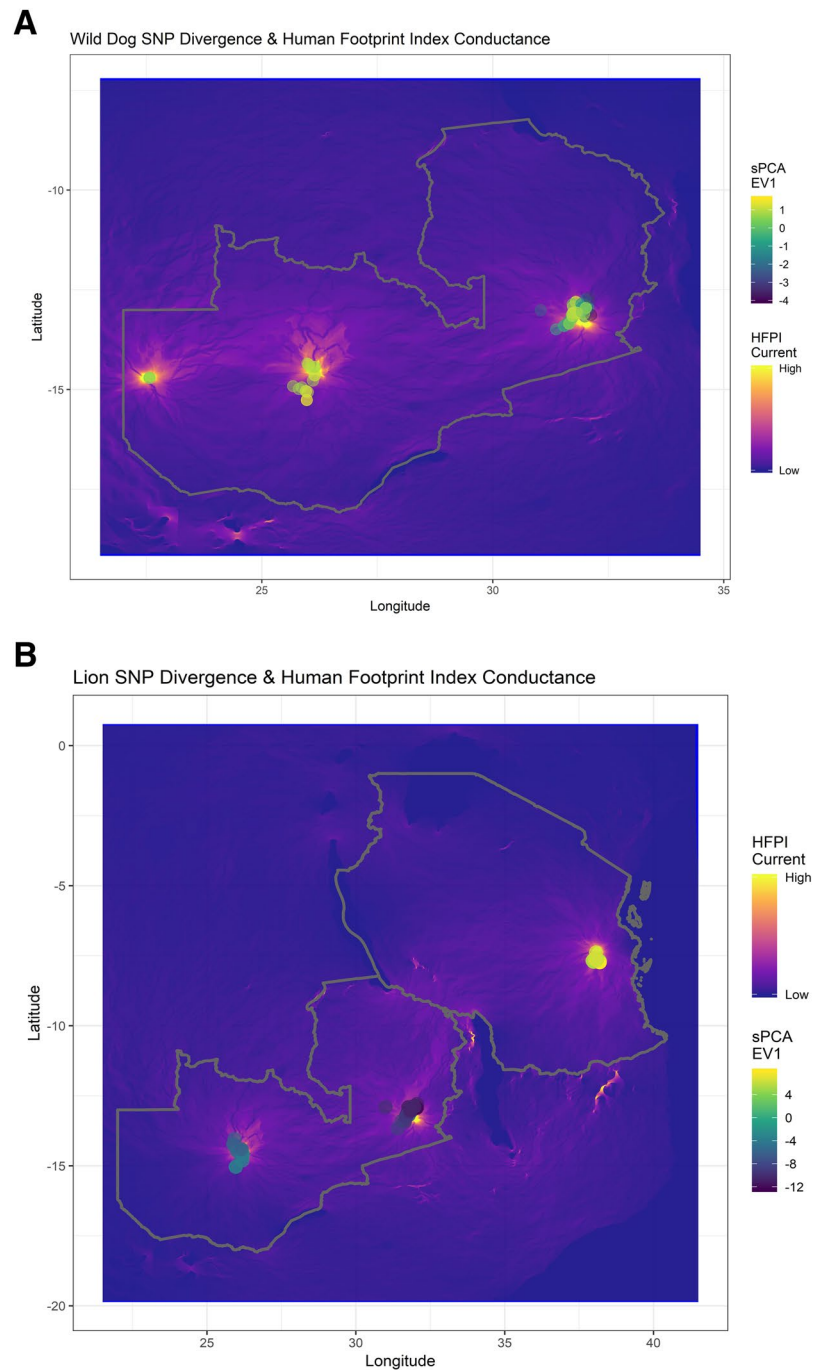 A
Wild Dog SNP Divergence & Human Footprint Index Conductance
-10
-15
Latitude
25
30
35
Longitude
sPCA
EV1
1
0
-1
-2
-3
-4
HFPI
Current
High
Low
B
Lion SNP Divergence & Human Footprint Index Conductance
0
-5
-10
-15
-20
Latitude
25
30
35
40
Longitude
HFPI
Current
High
Low
sPCA
EV1
4
0
-4
-8
-12